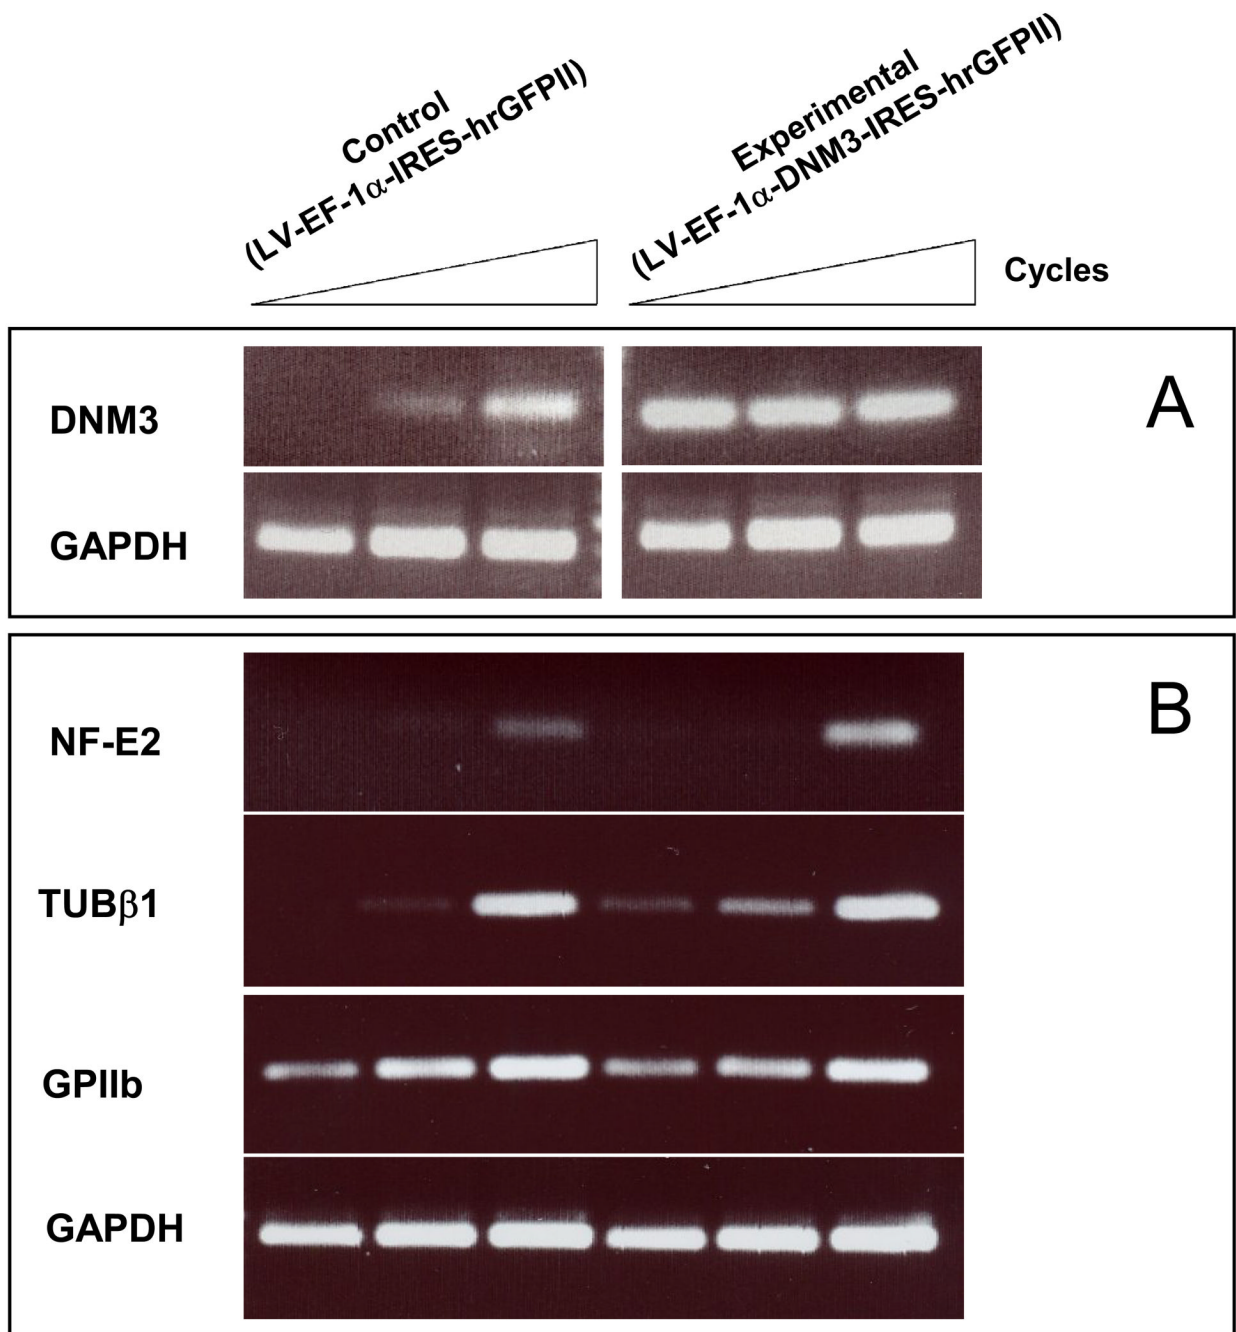 Control
(LV-EF-1α-IRES-hrGFPII)
Experimental
(LV-EF-1α-DNM3-IRES-hrGFPII)
Cycles
A
DNM3
GAPDH
B
NF-E2
TUBβ1
GPIIb
GAPDH